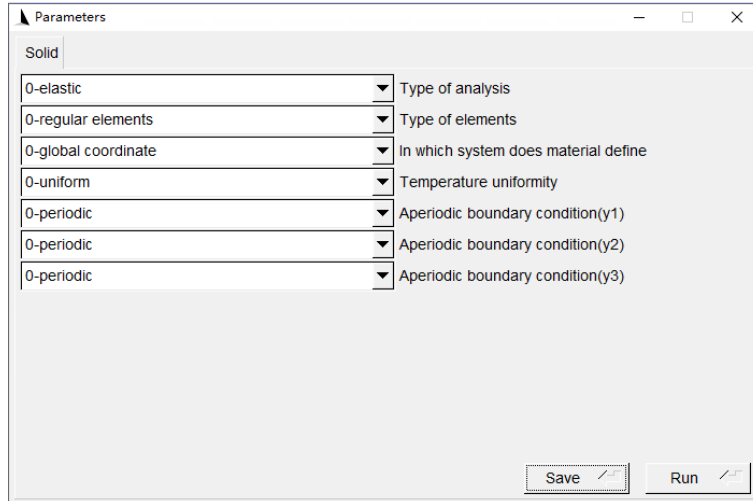 Parameters
Solid
0-elastic Type of analysis
0-regular elements Type of elements
0-global coordinate In which system does material define
0-uniform Temperature uniformity
0-periodic Aperiodic boundary condition(y1)
0-periodic Aperiodic boundary condition(y2)
0-periodic Aperiodic boundary condition(y3)
Save Run